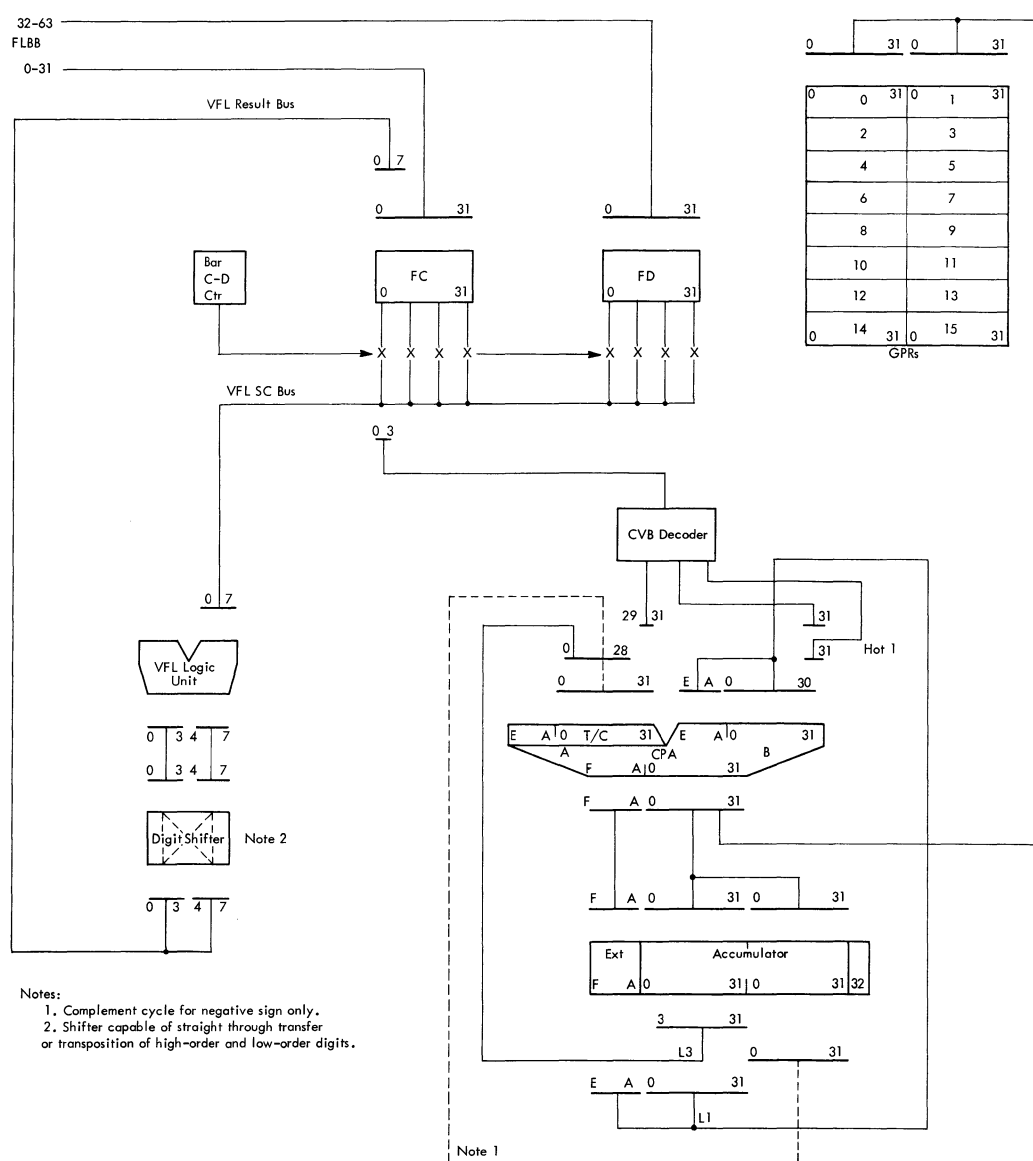 32-63
FLBB
0-31
VFL Result Bus
0 7
0 31
0 31
0 31 0 31
0 0 31 0 1 31
2 3
4 5
6 7
8 9
10 11
12 13
0 14 31 0 15 31
GPRs
Bar
C-D
Ctr
FC
0 31
FD
0 31
X X X X
X X X X
VFL SC Bus
0 3
CVB Decoder
0 7
29 31
31
31
Hot 1
0 28
0 31
E A 0 30
VFL Logic
Unit
E A 0 T/C 31 E A 0 31
A CPA B
F A 0 31
0 3 4 7
0 3 4 7
F A 0 31
Digit Shifter
Note 2
0 3 4 7
F A 0 31 0 31
Ext Accumulator
F A 0 31 0 31 32
Notes:
1. Complement cycle for negative sign only.
2. Shifter capable of straight through transfer
or transposition of high-order and low-order digits.
3 31
L3
0 31
E A 0 31
L1
Note 1